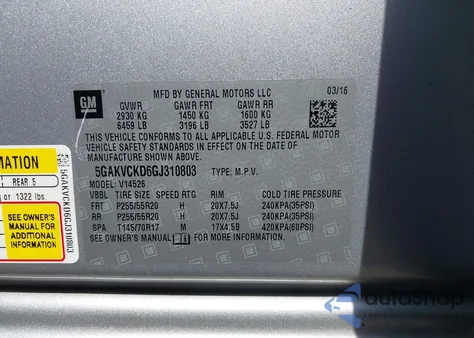 GM
MFD BY GENERAL MOTORS LLC 03/16
GVWR GAWR FRT GAWR RR
2930 KG 1450 KG 1600 KG
6459 LB 3196 LB 3527 LB
THIS VEHICLE CONFORMS TO ALL APPLICABLE U.S. FEDERAL MOTOR
VEHICLE SAFETY STANDARDS IN EFFECT ON THE DATE OF
MANUFACTURE SHOWN ABOVE.
5GAKVCKD6GJ310803 TYPE: M.P.V.
MODEL: V14526
VBBL TIRE SIZE SPEED RTG RIM COLD TIRE PRESSURE
FRT P255/55R20 H 20X7.5J 240KPA(35PSI)
RR P255/55R20 H 20X7.5J 240KPA(35PSI)
SPA T145/70R17 M 17X4.5B 420KPA(60PSI)
SEE OWNER'S MANUAL FOR MORE INFORMATION.
MATION
REAR 5
or 1322 lbs.
SEE OWNER'S
MANUAL FOR
ADDITIONAL
INFORMATION
5GAKVCKD6GJ310803
AutoSnap